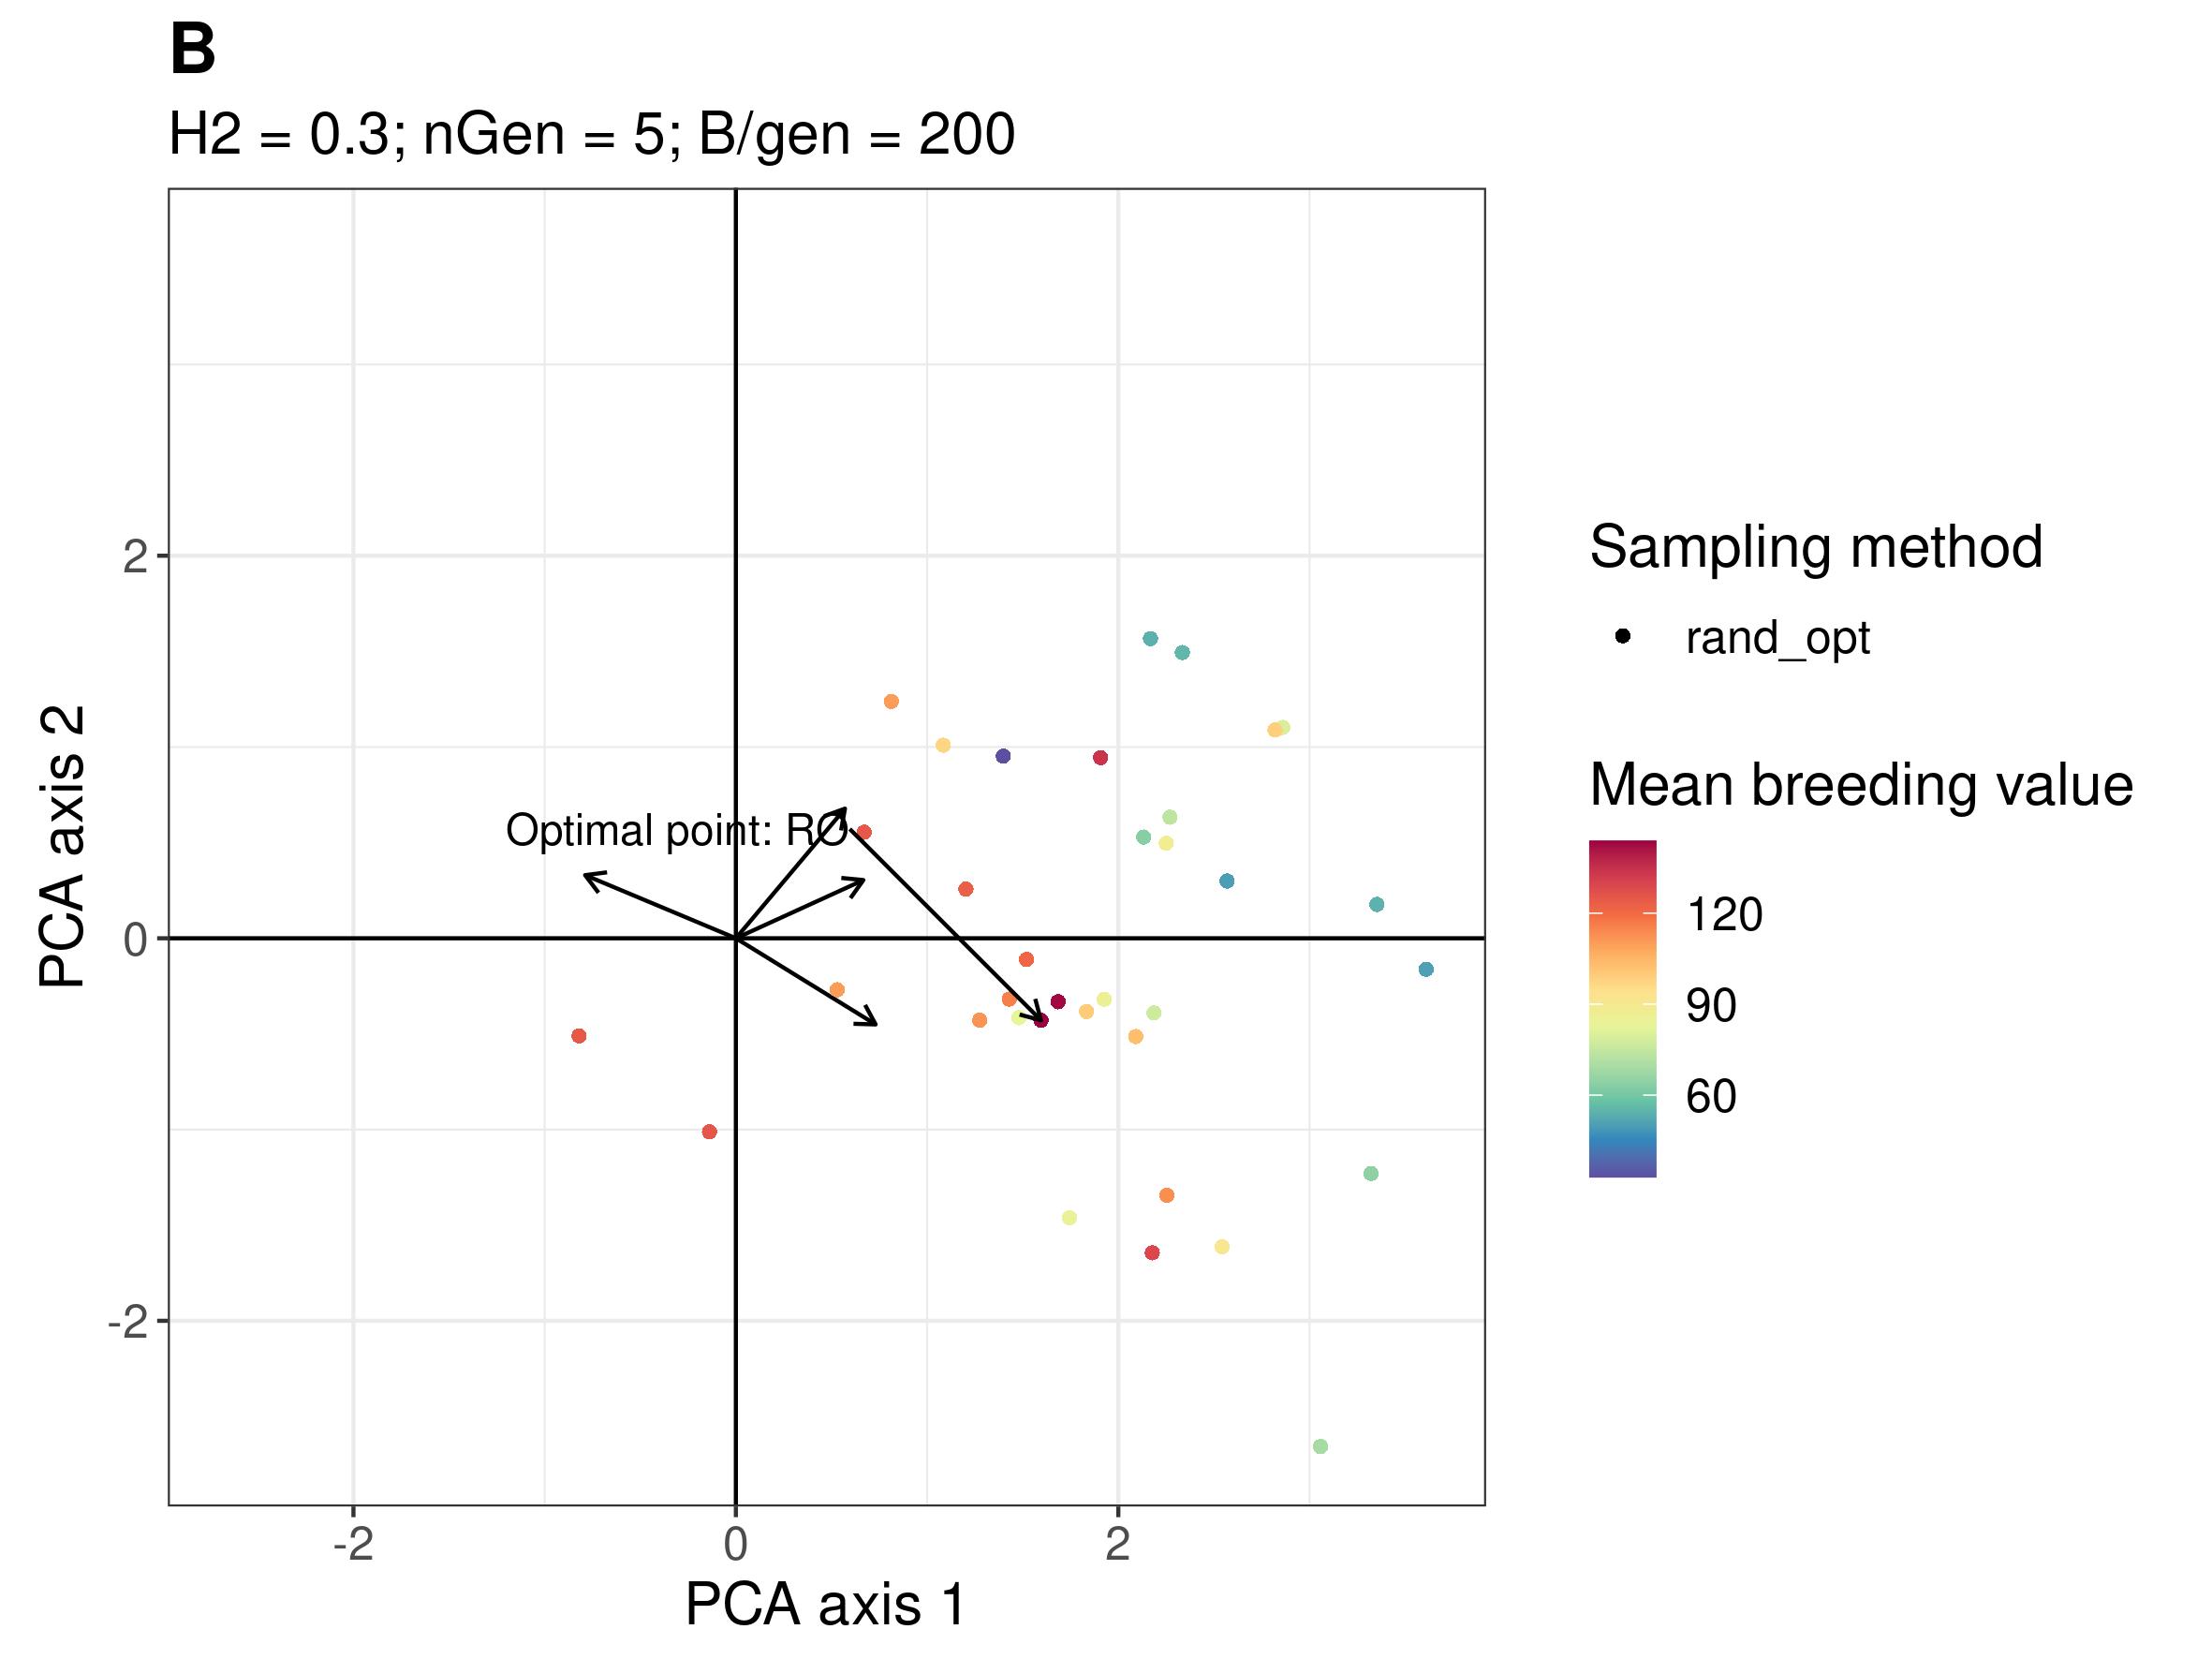 B
H2 = 0.3; nGen = 5; B/gen = 200
PCA axis 2
2
0
-2
Optimal point: RO
-2
0
2
PCA axis 1
Sampling method
rand_opt
Mean breeding value
120
90
60